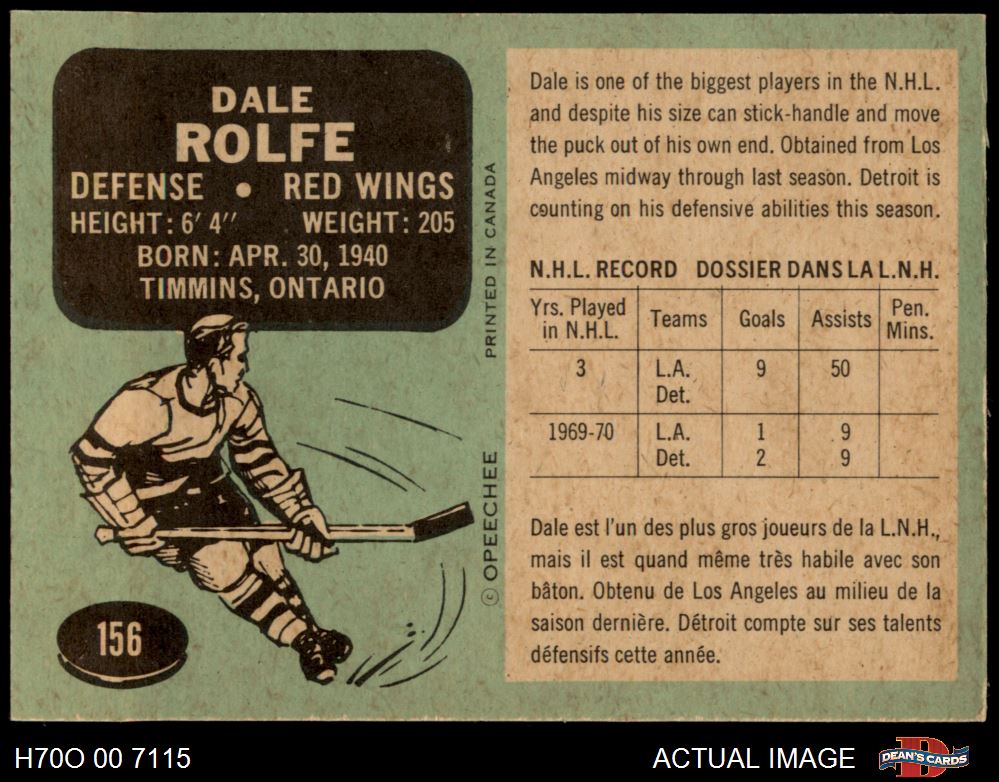 DALE
ROLFE
DEFENSE • RED WINGS
HEIGHT: 6' 4" WEIGHT: 205
BORN: APR. 30, 1940
TIMMINS, ONTARIO
156
PRINTED IN CANADA
© OPEECHEE
Dale is one of the biggest players in the N.H.L.
and despite his size can stick-handle and move
the puck out of his own end. Obtained from Los
Angeles midway through last season. Detroit is
counting on his defensive abilities this season.
N.H.L. RECORD DOSSIER DANS LA L.N.H.
Yrs. Played in N.H.L. Teams Goals Assists Pen. Mins.
3 L.A. 9 50
Det.
1969-70 L.A. 1 9
Det. 2 9
Dale est l'un des plus gros joueurs de la L.N.H.,
mais il est quand même très habile avec son
bâton. Obtenu de Los Angeles au milieu de la
saison dernière. Détroit compte sur ses talents
défensifs cette année.
H70O 00 7115 ACTUAL IMAGE DEAN'S CARDS